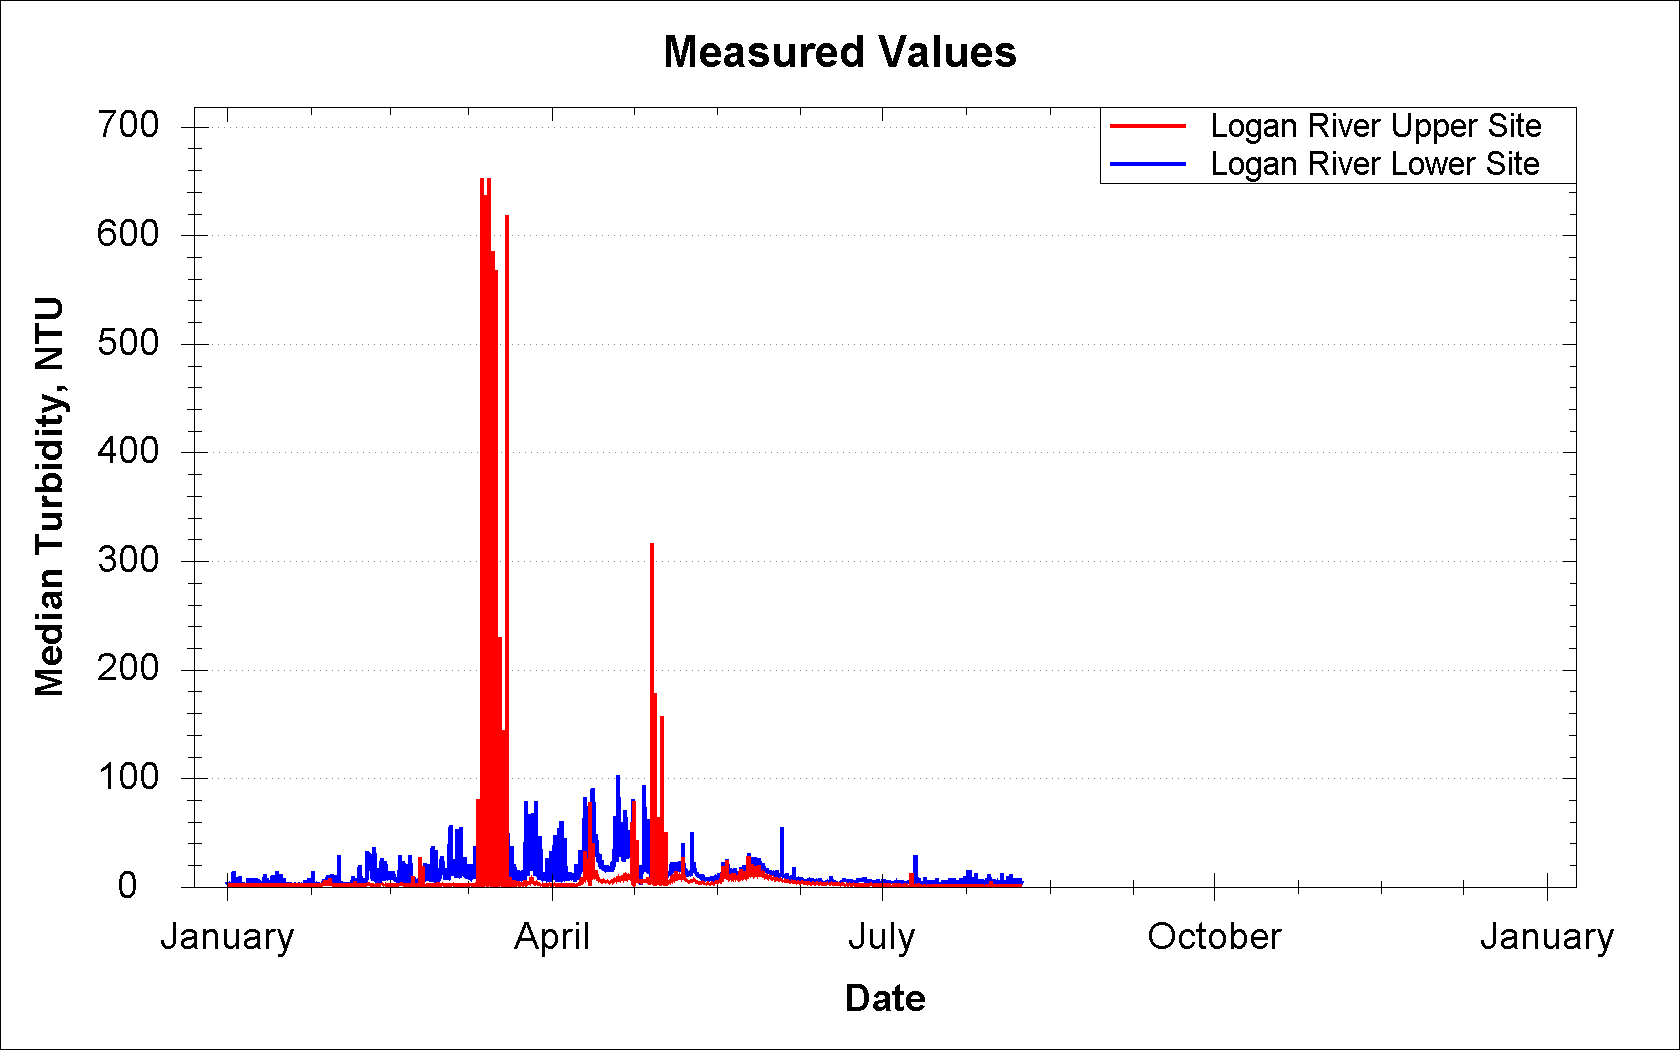 Measured Values
Logan River Upper Site
Logan River Lower Site
700
600
500
400
300
200
100
0
Median Turbidity, NTU
January April July October January
Date